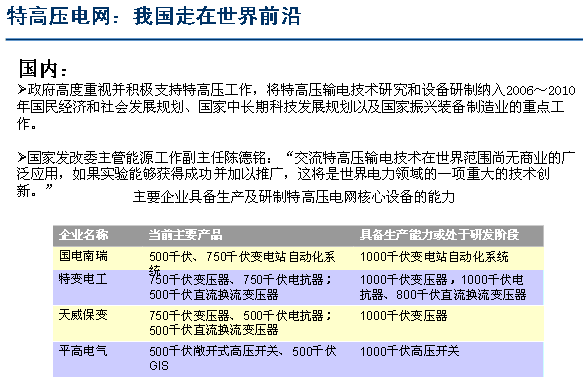 特高压电网：我国走在世界前沿
国内：
➢政府高度重视并积极支持特高压工作，将特高压输电技术研究和设备研制纳入2006～2010
年国民经济和社会发展规划、国家中长期科技发展规划以及国家振兴装备制造业的重点工
作。
➢国家发改委主管能源工作副主任陈德铭：“交流特高压输电技术在世界范围尚无商业的广
泛应用，如果实验能够获得成功并加以推广，这将是世界电力领域的一项重大的技术创
新。”
主要企业具备生产及研制特高压电网核心设备的能力
企业名称 当前主要产品 具备生产能力或处于研发阶段
国电南瑞 500千伏、750千伏变电站自动化系 1000千伏变电站自动化系统
统
特变电工 750千伏变压器、750千伏电抗器； 1000千伏变压器，1000千伏电
500千伏直流换流变压器 抗器、800千伏直流换流变压器
天威保变 750千伏变压器、500千伏电抗器； 1000千伏变压器
500千伏直流换流变压器
平高电气 500千伏敞开式高压开关、500千伏 1000千伏高压开关
GIS